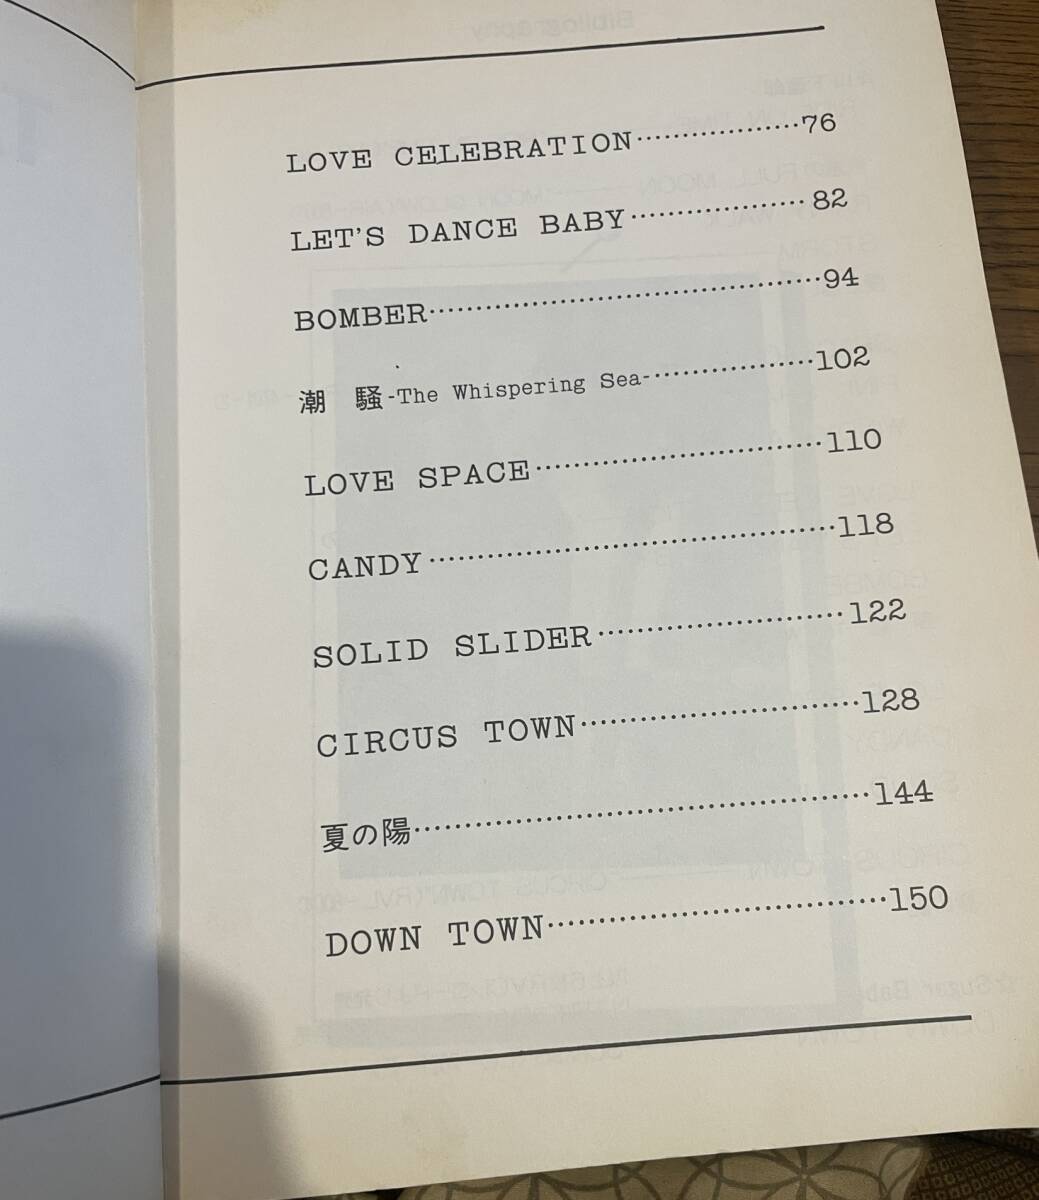 LOVE CELEBRATION··················76
LET'S DANCE BABY···················82
BOMBER·········································94
潮 騒-The Whispering Sea-·················102
LOVE SPACE······························110
CANDY·········································118
SOLID SLIDER·························122
CIRCUS TOWN····························128
夏の陽··············································144
DOWN TOWN··································150